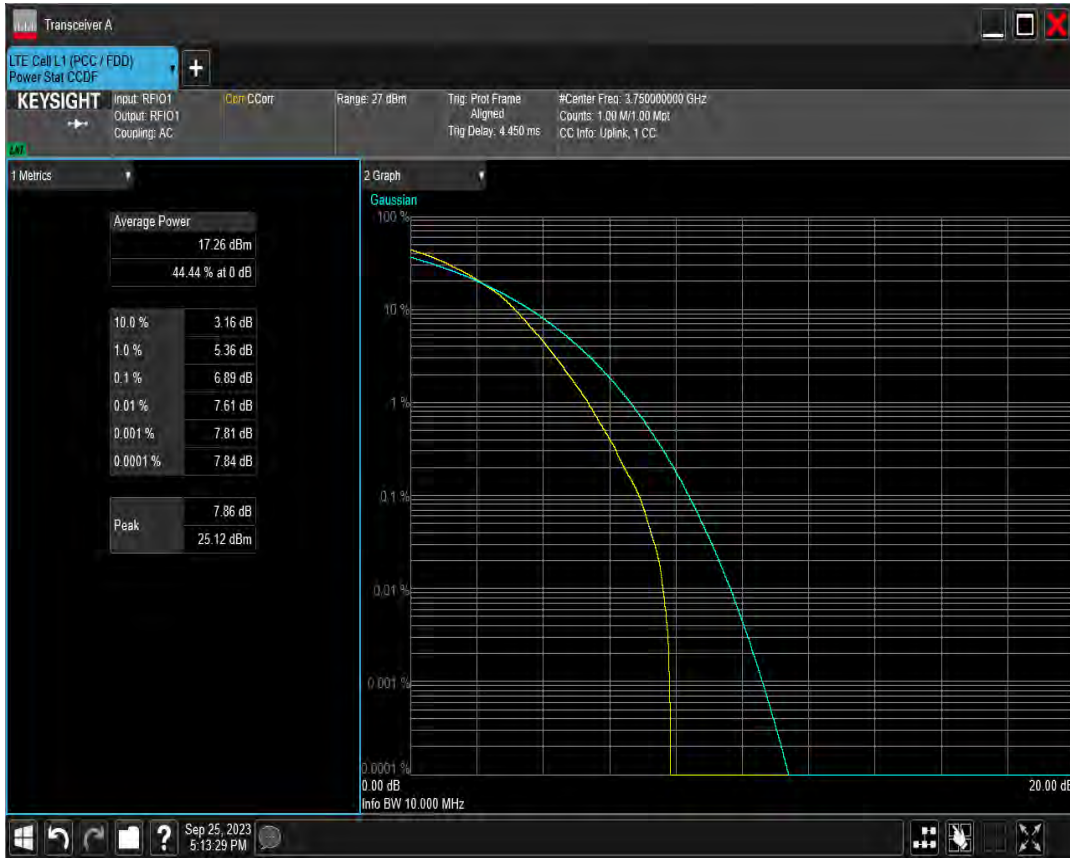 Transceiver A
LTE Cell L1 (PCC / FDD)
Power Stat CCDF
KEYSIGHT
Input: RFIO1
Output: RFIO1
Coupling: AC
Corr CCorr
Range: 27 dBm
Trig: Prot Frame
Aligned
Trig Delay: 4.450 ms
#Center Freq: 3.750000000 GHz
Counts: 1.00 M/1.00 Mpt
CC Info: Uplink, 1 CC
1 Metrics
Average Power
17.26 dBm
44.44 % at 0 dB
10.0 % 3.16 dB
1.0 % 5.36 dB
0.1 % 6.89 dB
0.01 % 7.61 dB
0.001 % 7.81 dB
0.0001 % 7.84 dB
Peak
7.86 dB
25.12 dBm
2 Graph
Gaussian
100 %
10 %
1 %
0.1 %
0.01 %
0.001 %
0.0001 %
0.00 dB
20.00 dB
Info BW 10.000 MHz
Sep 25, 2023
5:13:29 PM